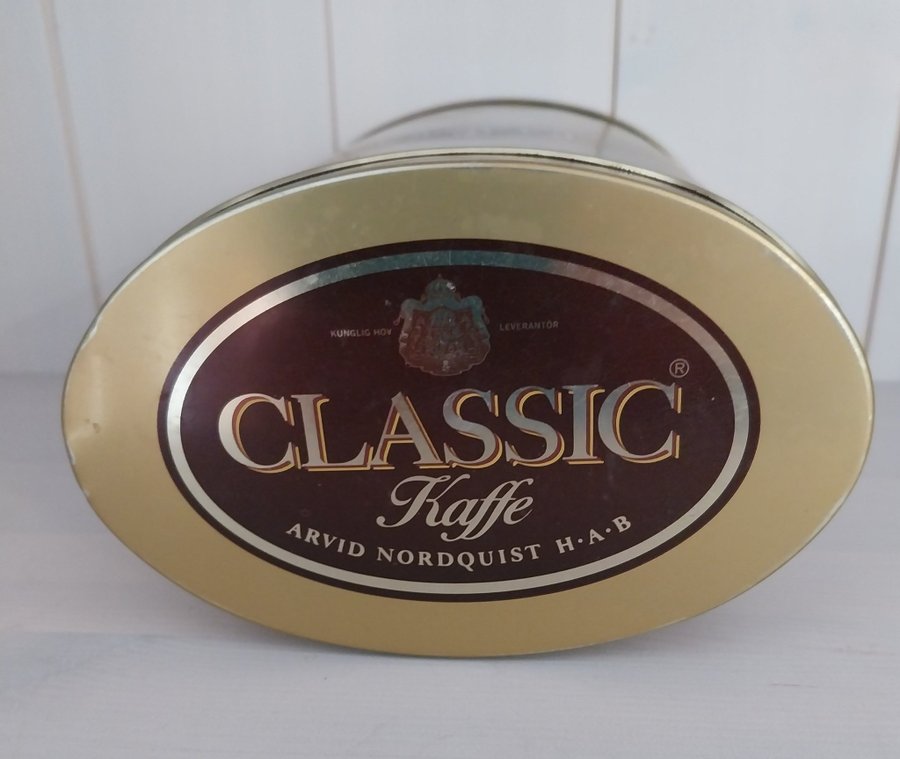 KUNGLIG HOV LEVERANTÖR
CLASSIC®
Kaffe
ARVID NORDQUIST H·A·B